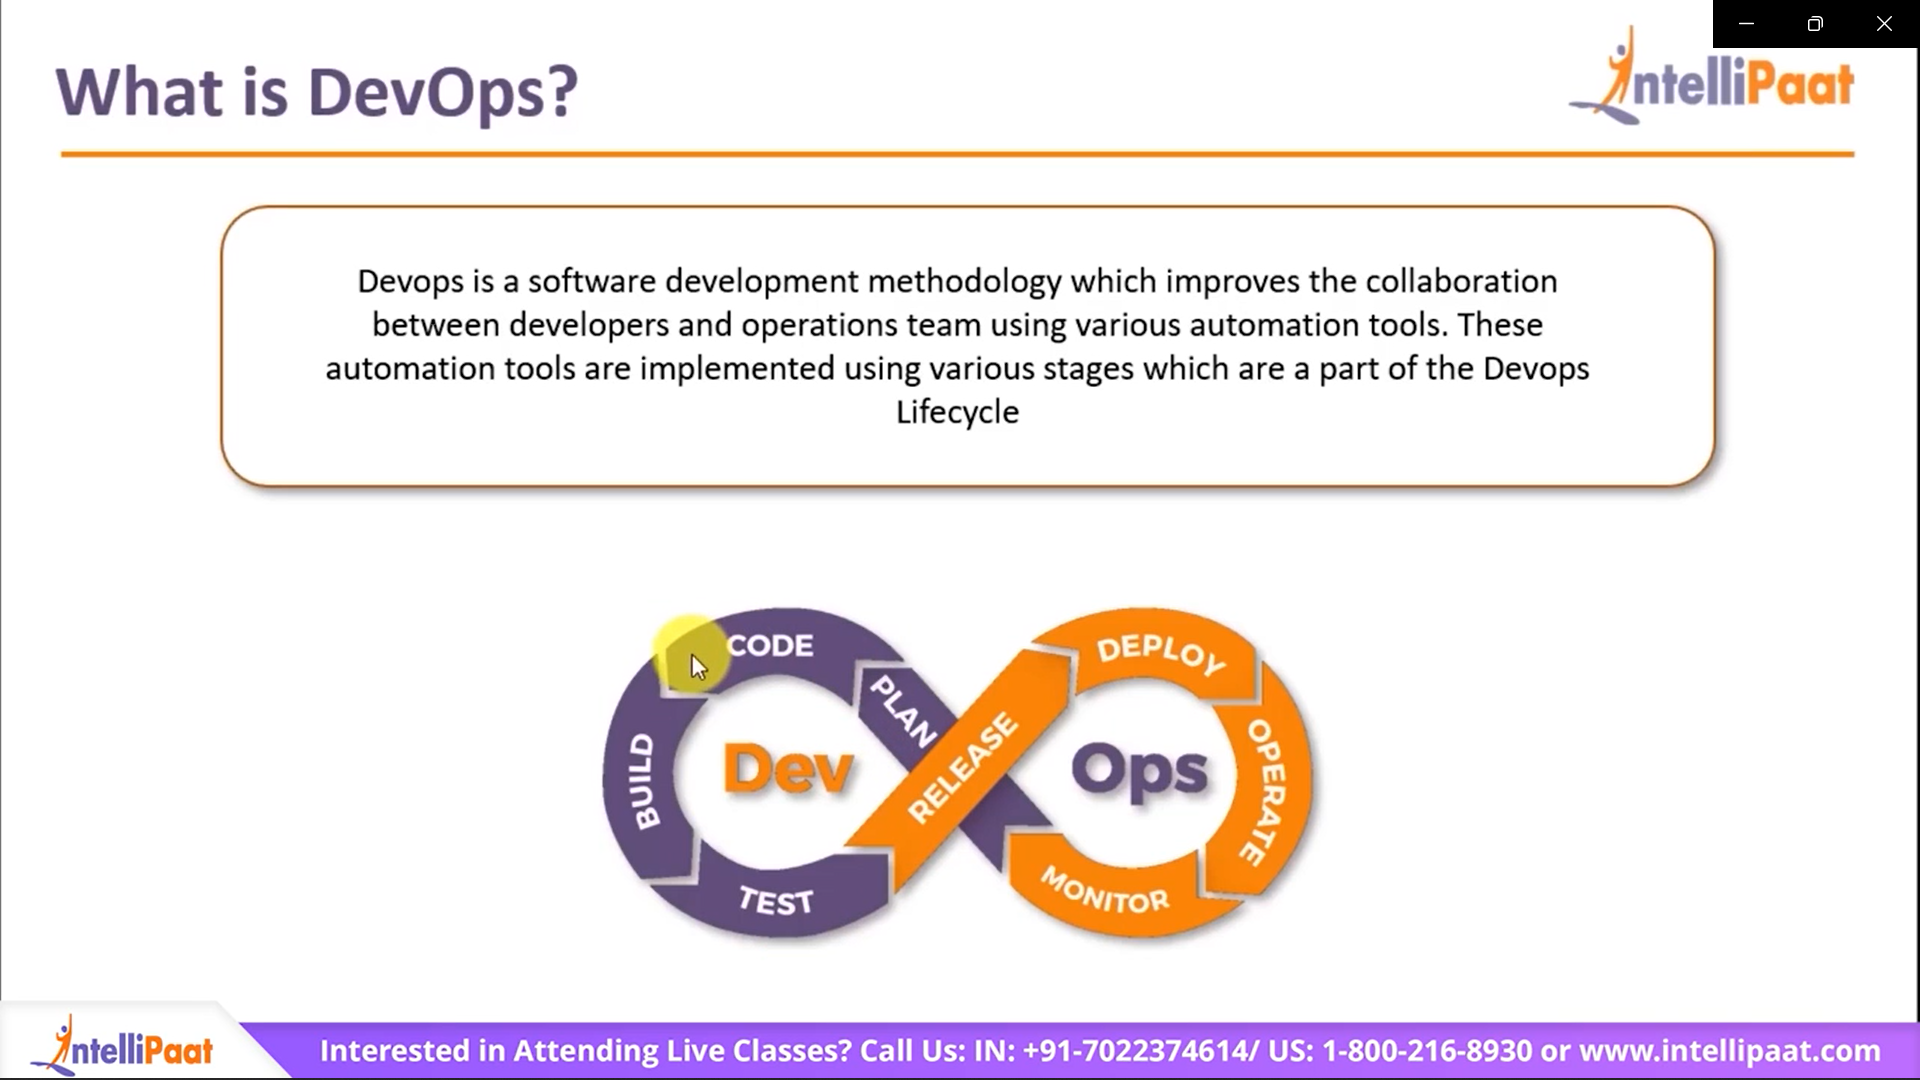 What is DevOps?
IntelliPaat
Devops is a software development methodology which improves the collaboration
between developers and operations team using various automation tools. These
automation tools are implemented using various stages which are a part of the Devops
Lifecycle
CODE
PLAN
BUILD
TEST
Dev
RELEASE
DEPLOY
OPERATE
MONITOR
Ops
IntelliPaat
Interested in Attending Live Classes? Call Us: IN: +91-7022374614/ US: 1-800-216-8930 or www.intellipaat.com